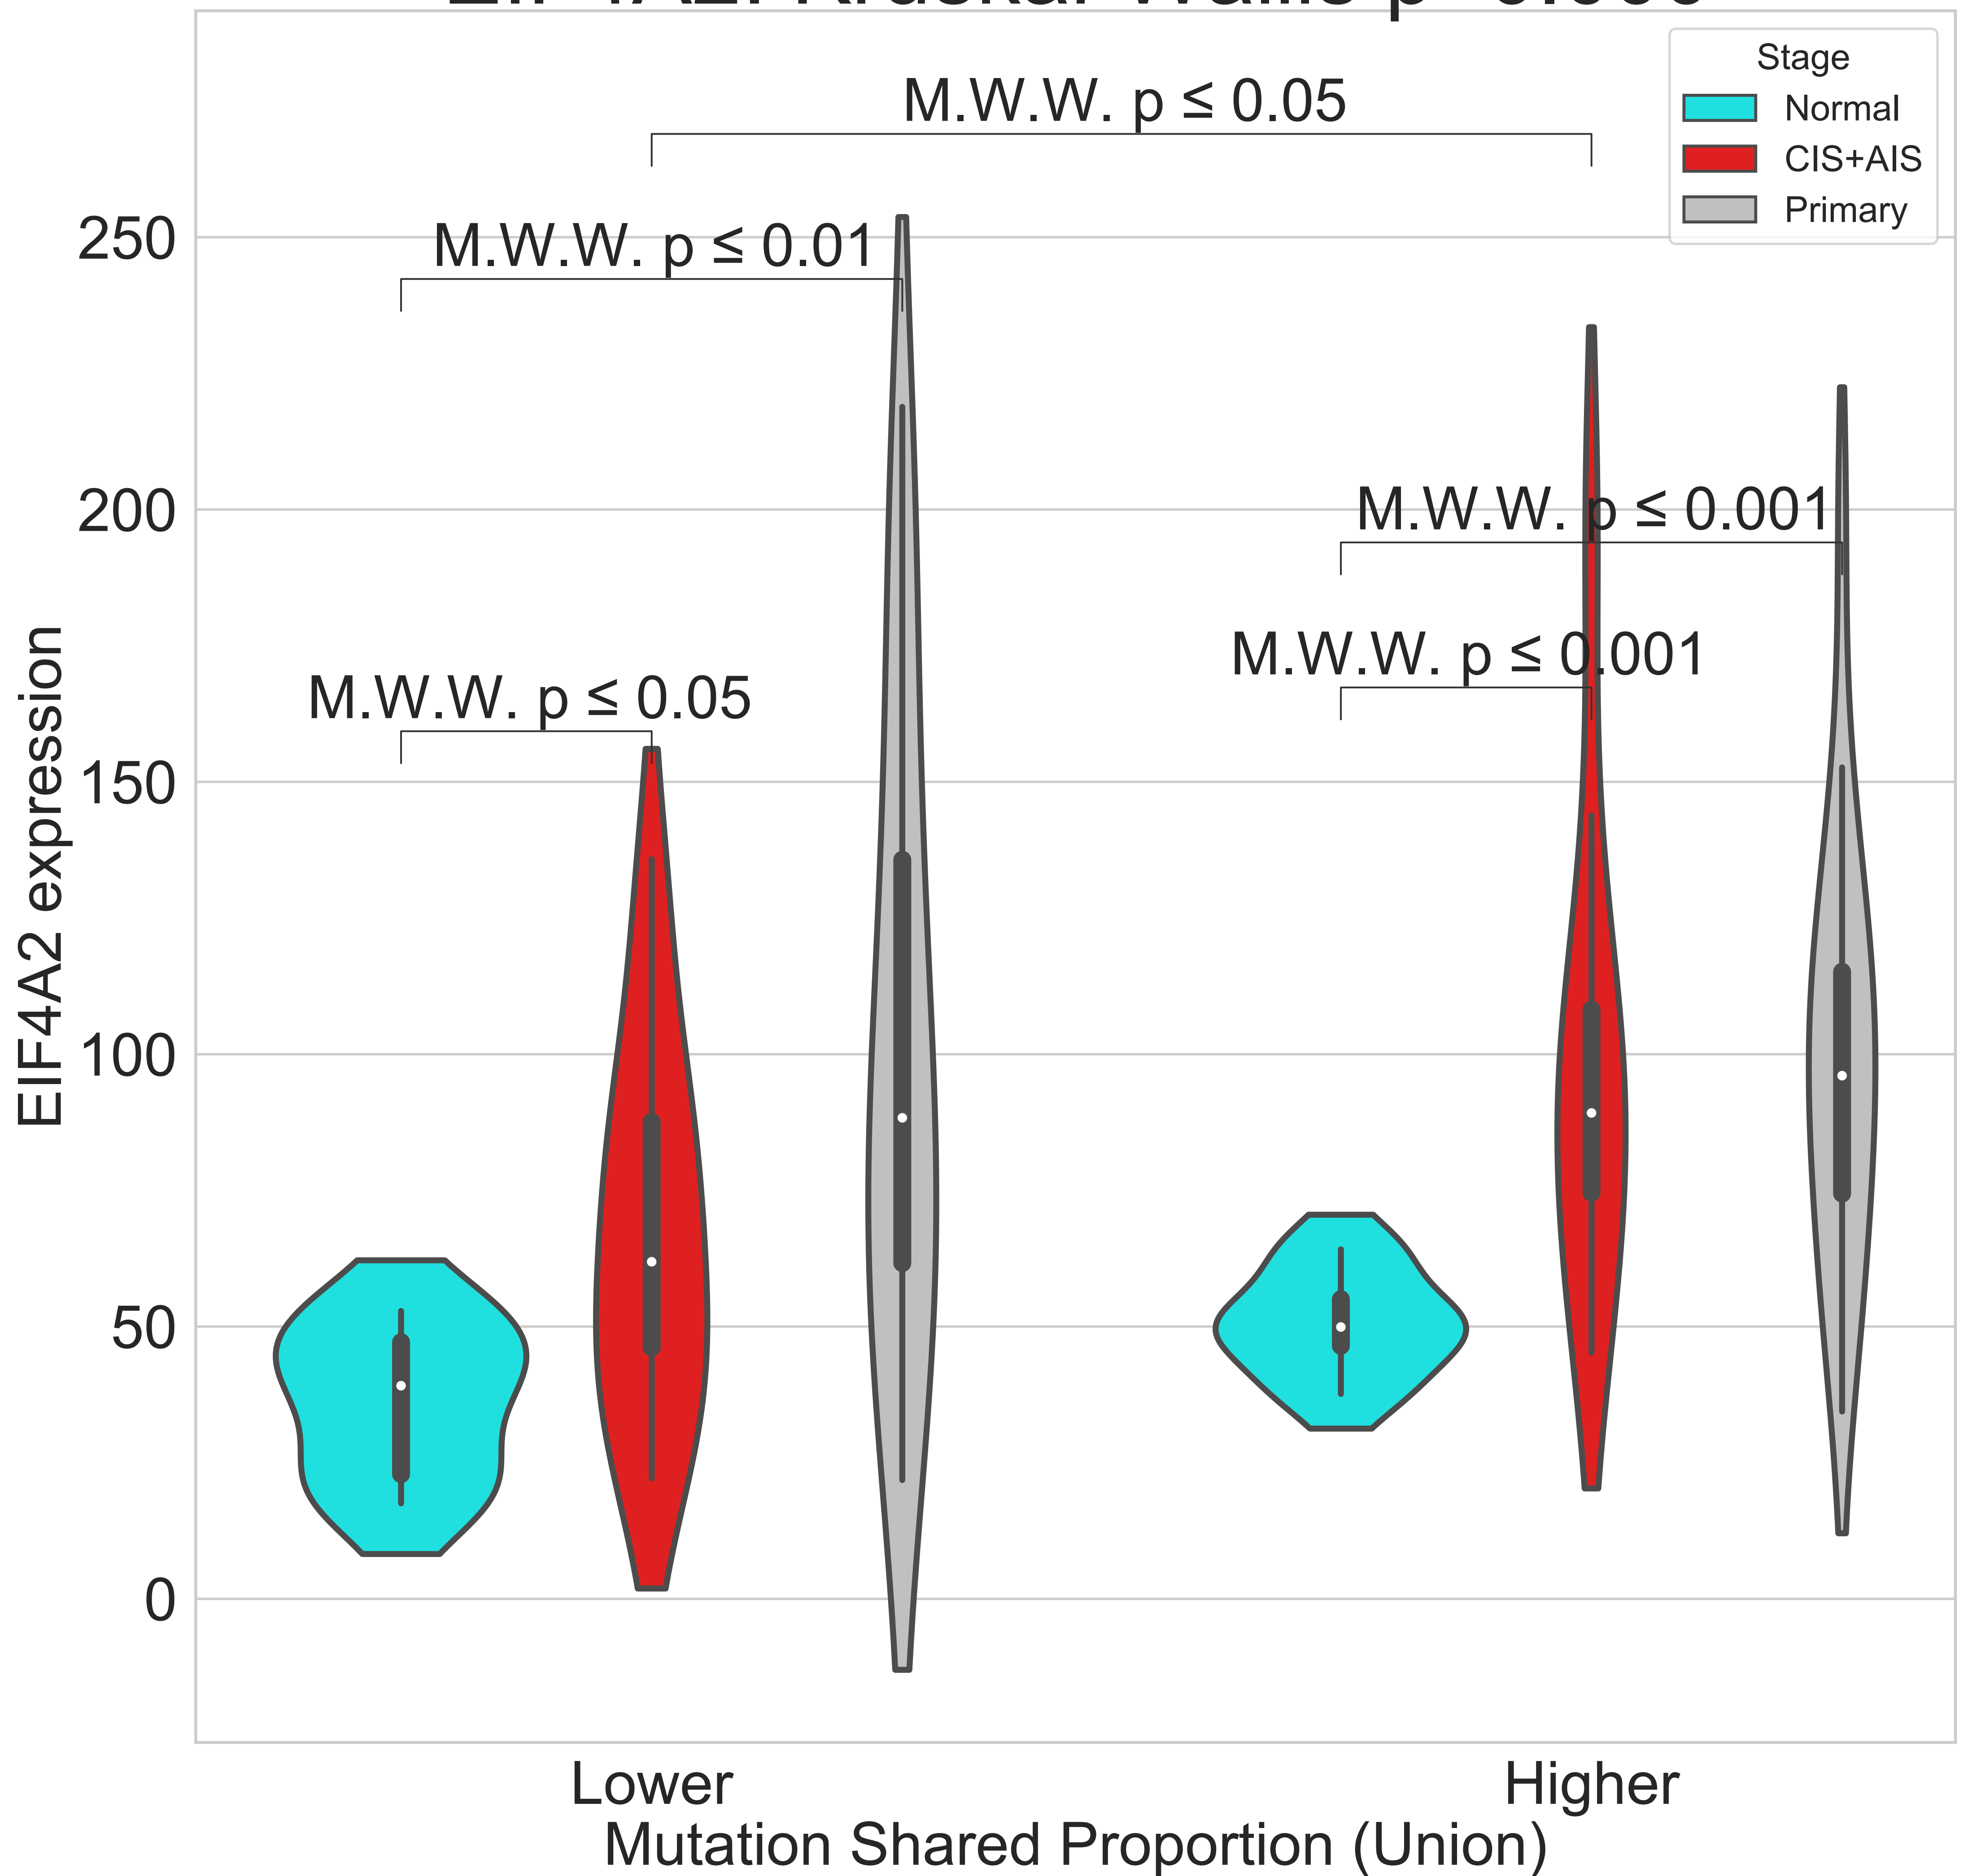 Stage
Normal
CIS+AIS
Primary
M.W.W. p ≤ 0.05
M.W.W. p ≤ 0.01
M.W.W. p ≤ 0.001
M.W.W. p ≤ 0.001
M.W.W. p ≤ 0.05
250
200
150
100
50
0
EIF4A2 expression
Lower
Higher
Mutation Shared Proportion (Union)